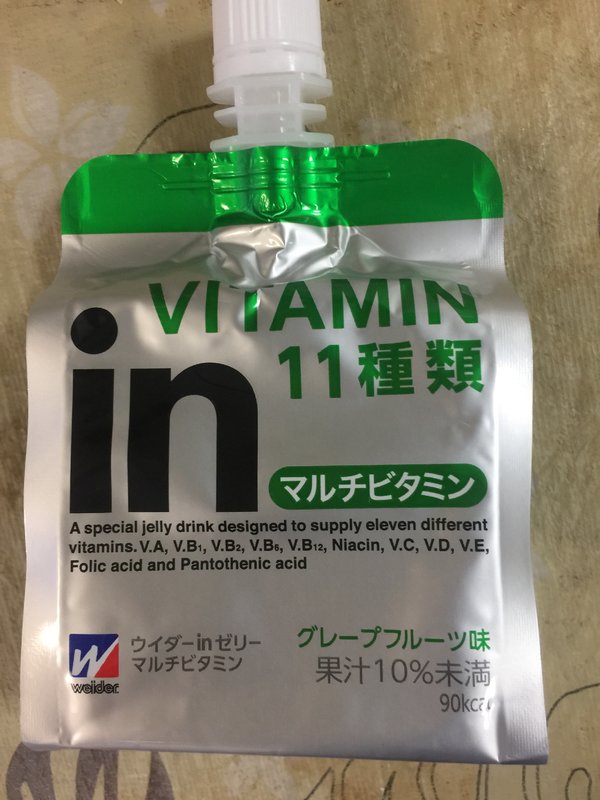 VITAMIN
in
11種類
マルチビタミン
A special jelly drink designed to supply eleven different
vitamins. V.A, V.B₁, V.B₂, V.B₆, V.B₁₂, Niacin, V.C, V.D, V.E,
Folic acid and Pantothenic acid
W
weider
ウイダーinゼリー
マルチビタミン
グレープフルーツ味
果汁10%未満
90kcal